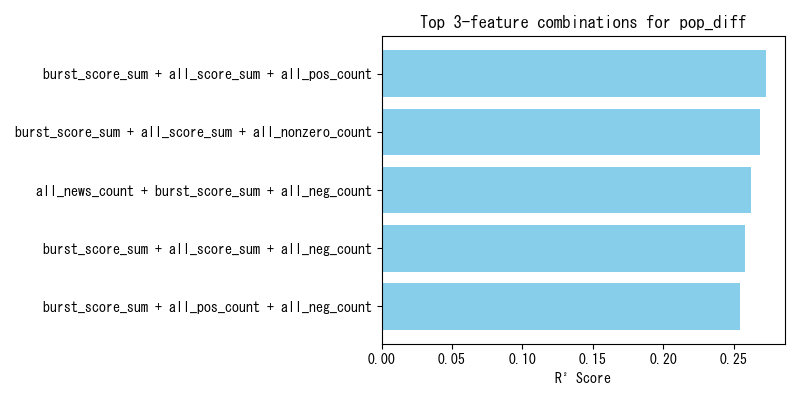 Top 3-feature combinations for pop_diff
burst_score_sum + all_score_sum + all_pos_count
burst_score_sum + all_score_sum + all_nonzero_count
all_news_count + burst_score_sum + all_neg_count
burst_score_sum + all_score_sum + all_neg_count
burst_score_sum + all_pos_count + all_neg_count
0.00 0.05 0.10 0.15 0.20 0.25
R² Score